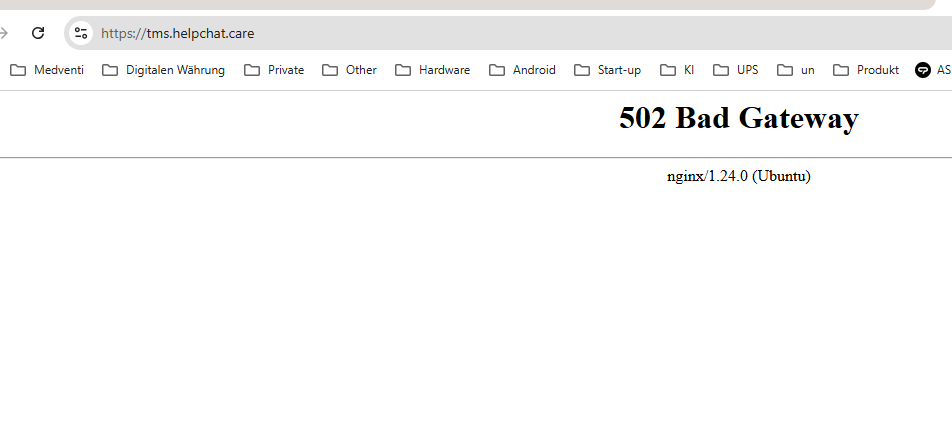 https://tms.helpchat.care
Medventi Digitalen Währung Private Other Hardware Android Start-up KI UPS un Produkt AS
502 Bad Gateway
nginx/1.24.0 (Ubuntu)